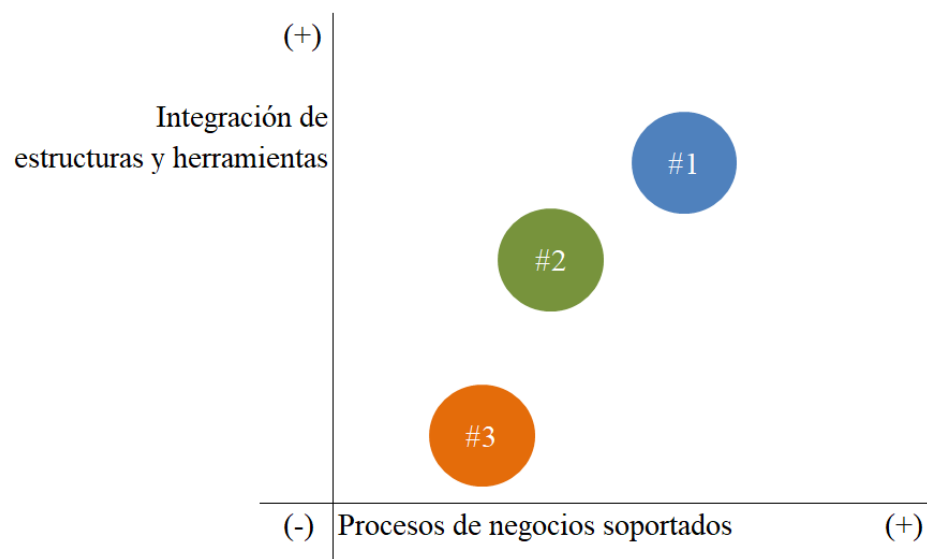 (+)
Integración de
estructuras y herramientas
#1
#2
#3
(-) Procesos de negocios soportados (+)